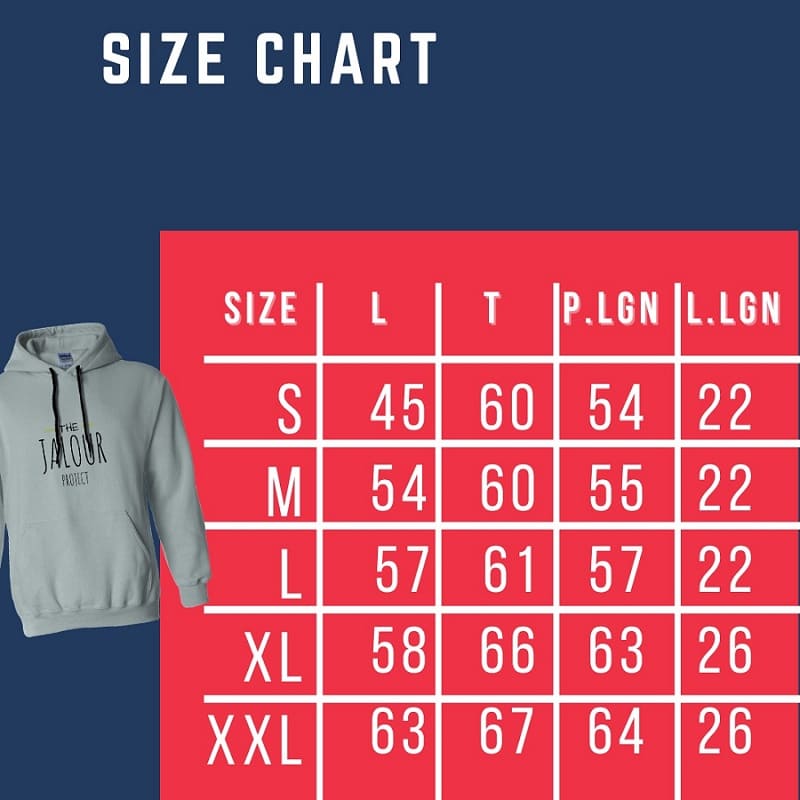 SIZE CHART
SIZE L T P.LGN L.LGN
S 45 60 54 22
M 54 60 55 22
L 57 61 57 22
XL 58 66 63 26
XXL 63 67 64 26
THE
JALOUR
PROJECT